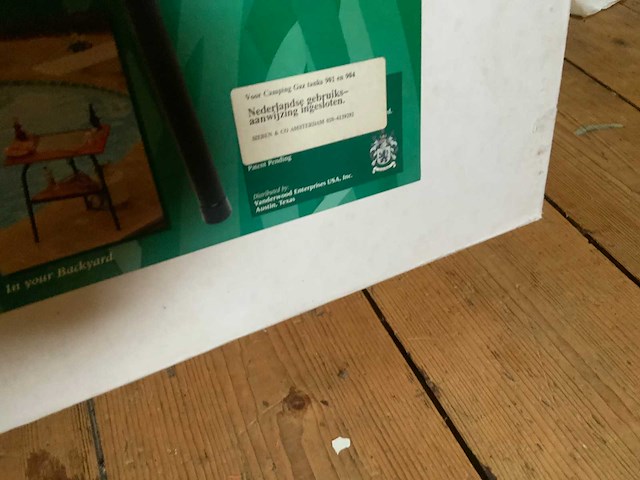 Voor Camping Gaz tanks 901 en 904
Nederlandse gebruiks-
aanwijzing ingesloten.
Patent Pending
Distributed by:
Vanderwood Enterprises USA, Inc.
Austin, Texas
In your Backyard